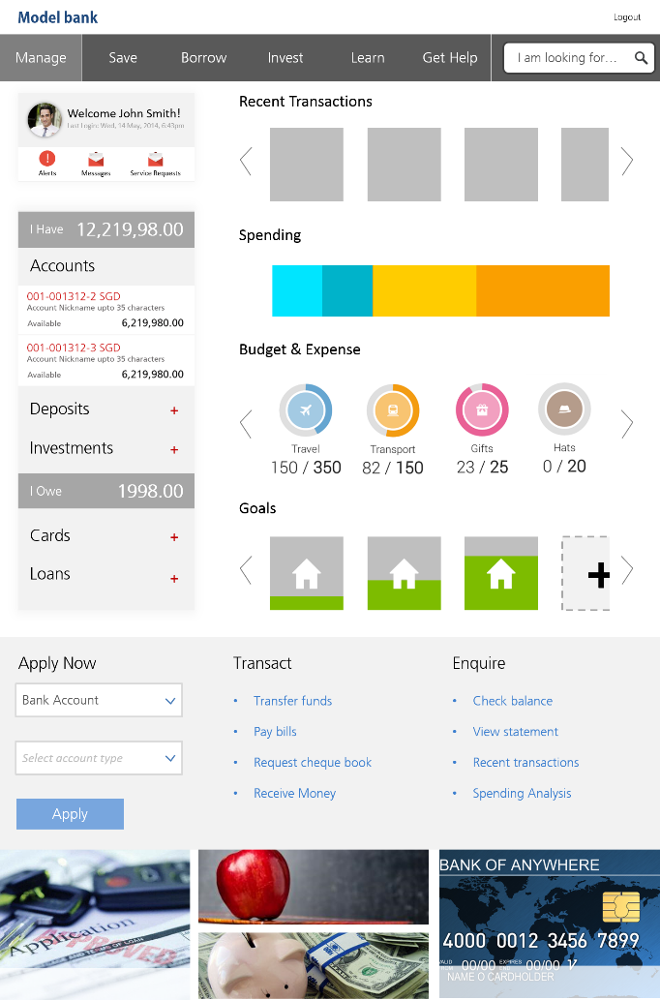 Model bank
Logout
Manage
Save
Borrow
Invest
Learn
Get Help
I am looking for...
Welcome John Smith!
Last Login: Wed, 14 May, 2014, 6:43pm
Alerts
Messages
Service Requests
I Have 12,219,98.00
Accounts
001-001312-2 SGD
Account Nickname upto 35 characters
Available 6,219,980.00
001-001312-3 SGD
Account Nickname upto 35 characters
Available 6,219,980.00
Deposits +
Investments +
I Owe 1998.00
Cards +
Loans +
Recent Transactions
Spending
Budget & Expense
Travel
150 / 350
Transport
82 / 150
Gifts
23 / 25
Hats
0 / 20
Goals
Apply Now
Bank Account
Select account type
Apply
Transact
• Transfer funds
• Pay bills
• Request cheque book
• Receive Money
Enquire
• Check balance
• View statement
• Recent transactions
• Spending Analysis
Application
AND TERMS OF LOAN
BANK OF ANYWHERE
4000 0012 3456 7899
VALID 00/00 EXPIRES 00/00 V
NAME O CARDHOLDER